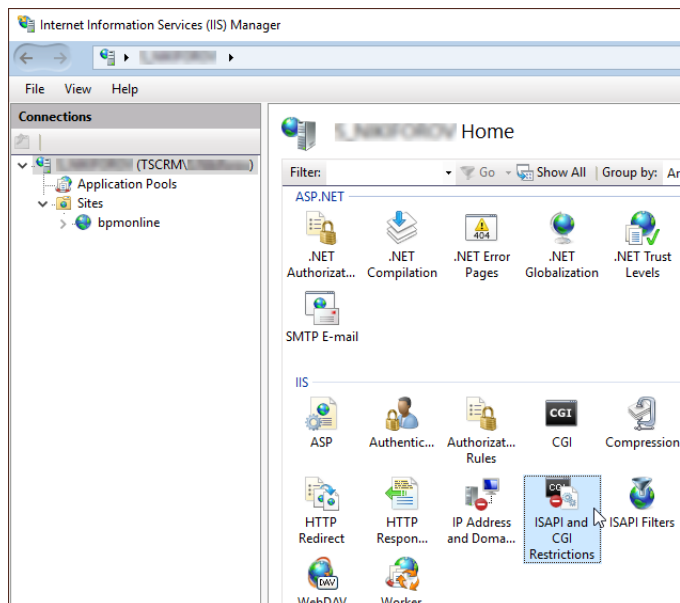 Internet Information Services (IIS) Manager
File View Help
Connections
Home
(TSCRM\
Application Pools
Sites
bpmonline
Filter: Go Show All Group by:
ASP.NET
.NET .NET .NET Error .NET .NET Trust
Authorizat... Compilation Pages Globalization Levels
SMTP E-mail
IIS
ASP Authentic... Authorizat... CGI Compression
Rules
HTTP HTTP IP Address ISAPI and ISAPI Filters
Redirect Respon... and Doma... CGI
Restrictions
WebDAV Worker